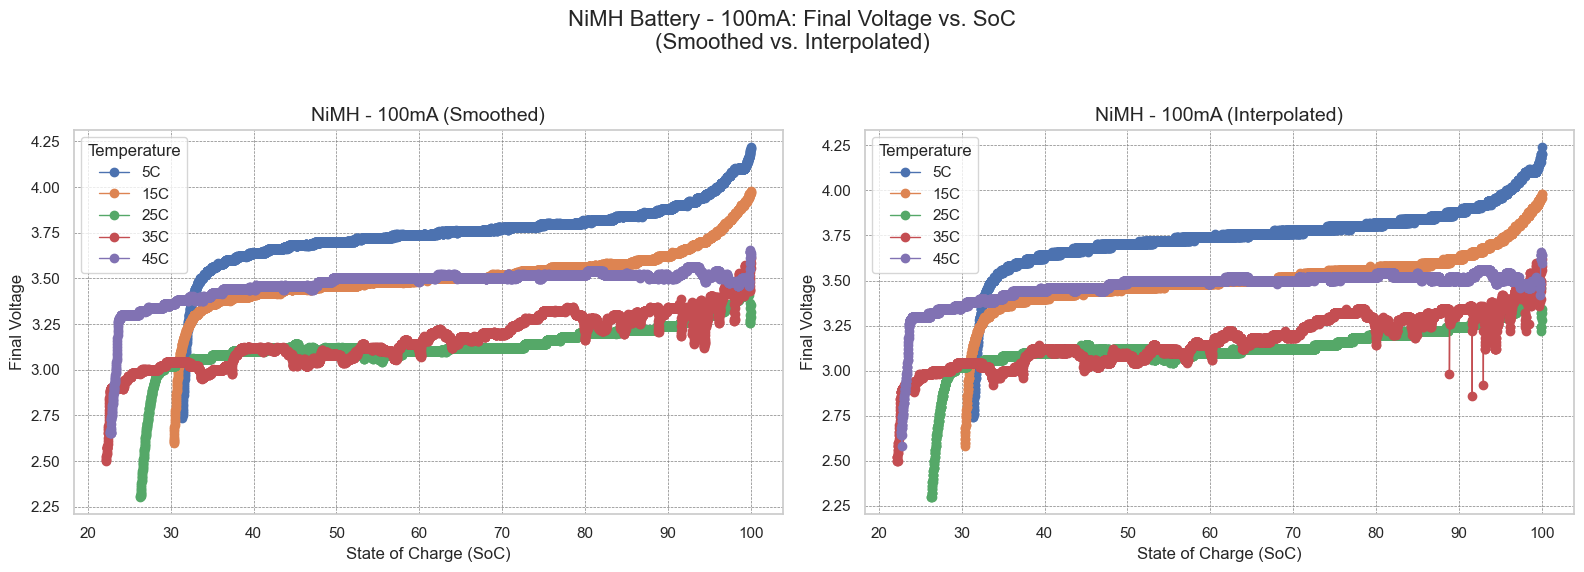 NiMH Battery - 100mA: Final Voltage vs. SoC
(Smoothed vs. Interpolated)
NiMH - 100mA (Smoothed)
Temperature
5C
15C
25C
35C
45C
4.25
4.00
3.75
3.50
3.25
3.00
2.75
2.50
2.25
Final Voltage
20 30 40 50 60 70 80 90 100
State of Charge (SoC)
NiMH - 100mA (Interpolated)
Temperature
5C
15C
25C
35C
45C
4.25
4.00
3.75
3.50
3.25
3.00
2.75
2.50
2.25
Final Voltage
20 30 40 50 60 70 80 90 100
State of Charge (SoC)